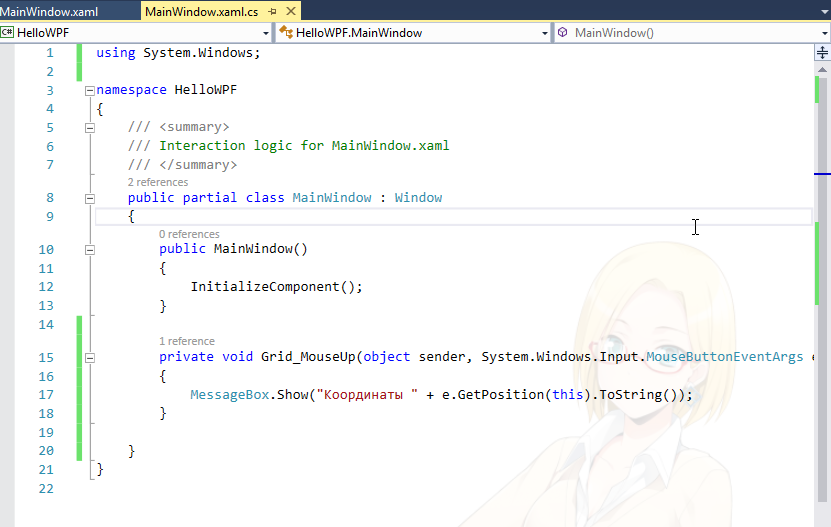 MainWindow.xaml MainWindow.xaml.cs
C# HelloWPF HelloWPF.MainWindow MainWindow()
1 using System.Windows;
2
3 namespace HelloWPF
4 {
5 /// <summary>
6 /// Interaction logic for MainWindow.xaml
7 /// </summary>
2 references
8 public partial class MainWindow : Window
9 {
0 references
10 public MainWindow()
11 {
12 InitializeComponent();
13 }
14
1 reference
15 private void Grid_MouseUp(object sender, System.Windows.Input.MouseButtonEventArgs e
16 {
17 MessageBox.Show("Координаты " + e.GetPosition(this).ToString());
18 }
19
20 }
21 }
22